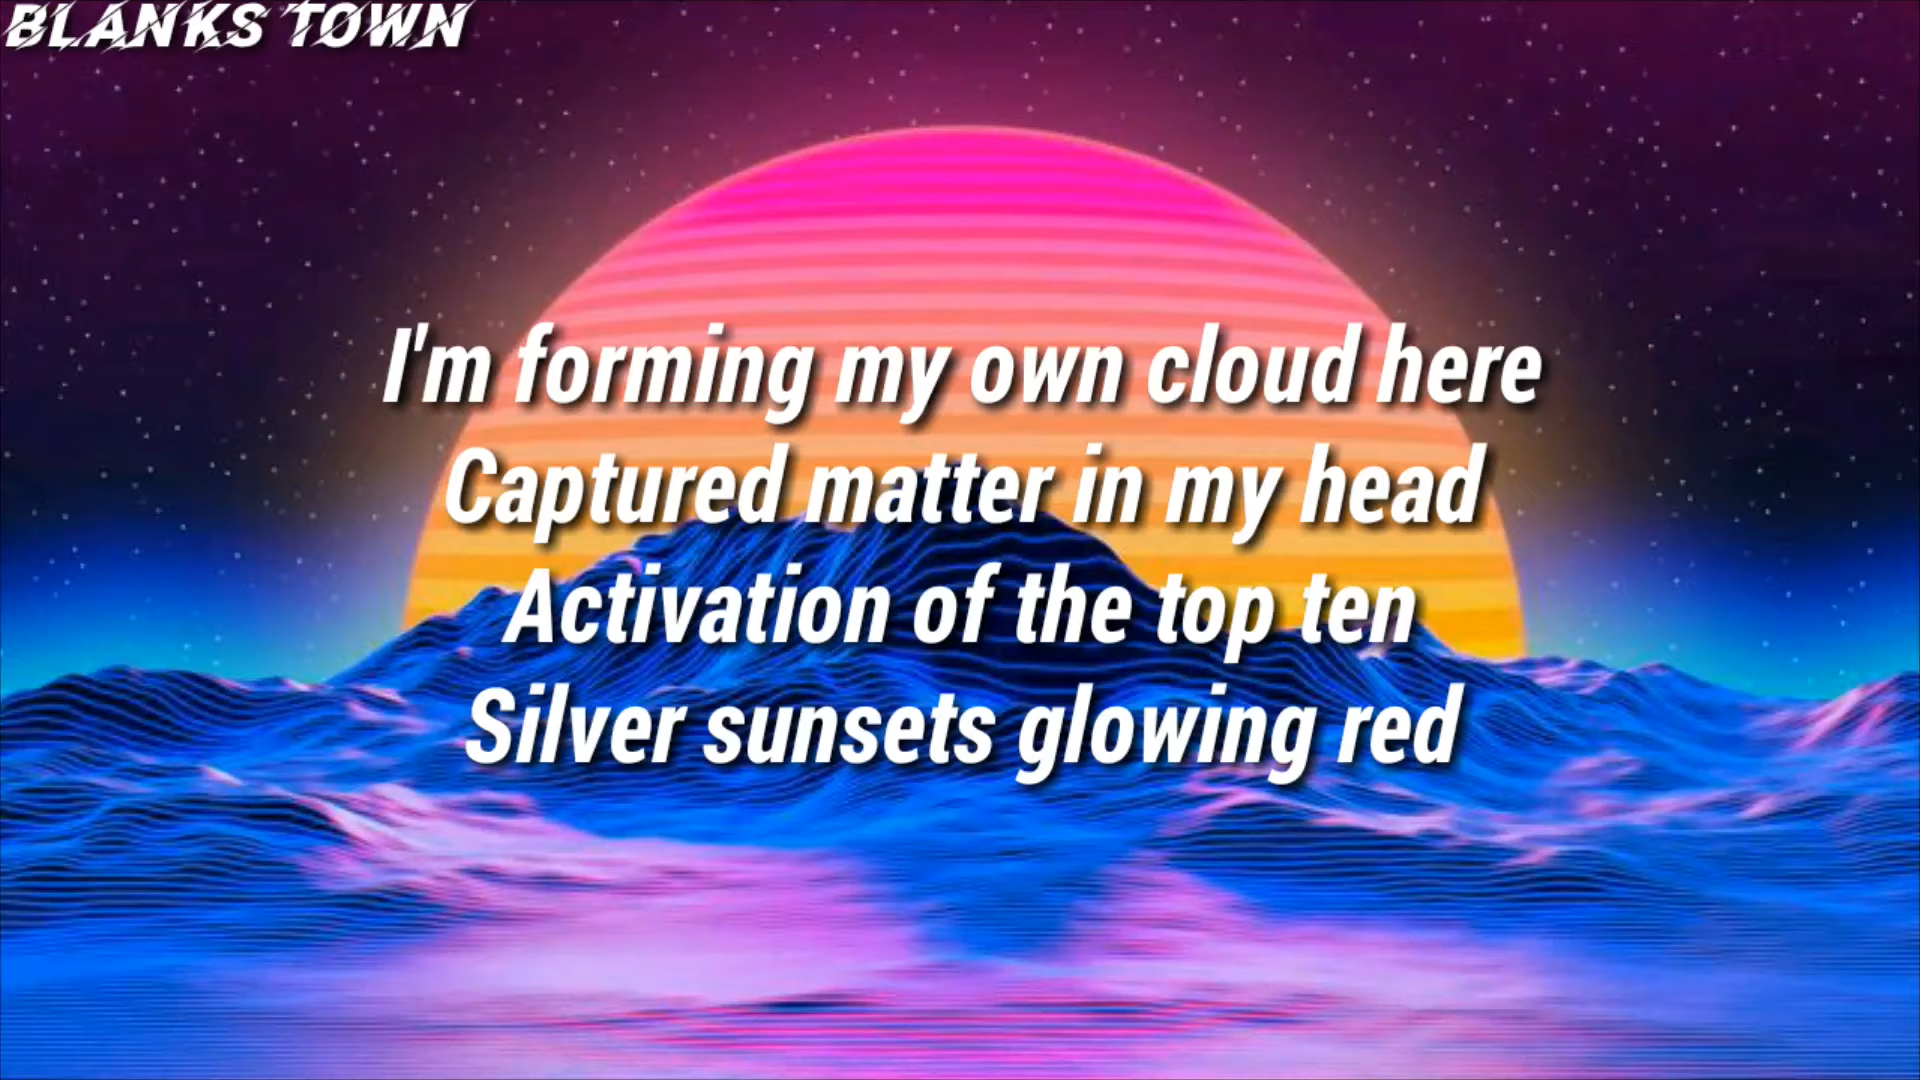 BLANKS TOWN
I'm forming my own cloud here
Captured matter in my head
Activation of the top ten
Silver sunsets glowing red